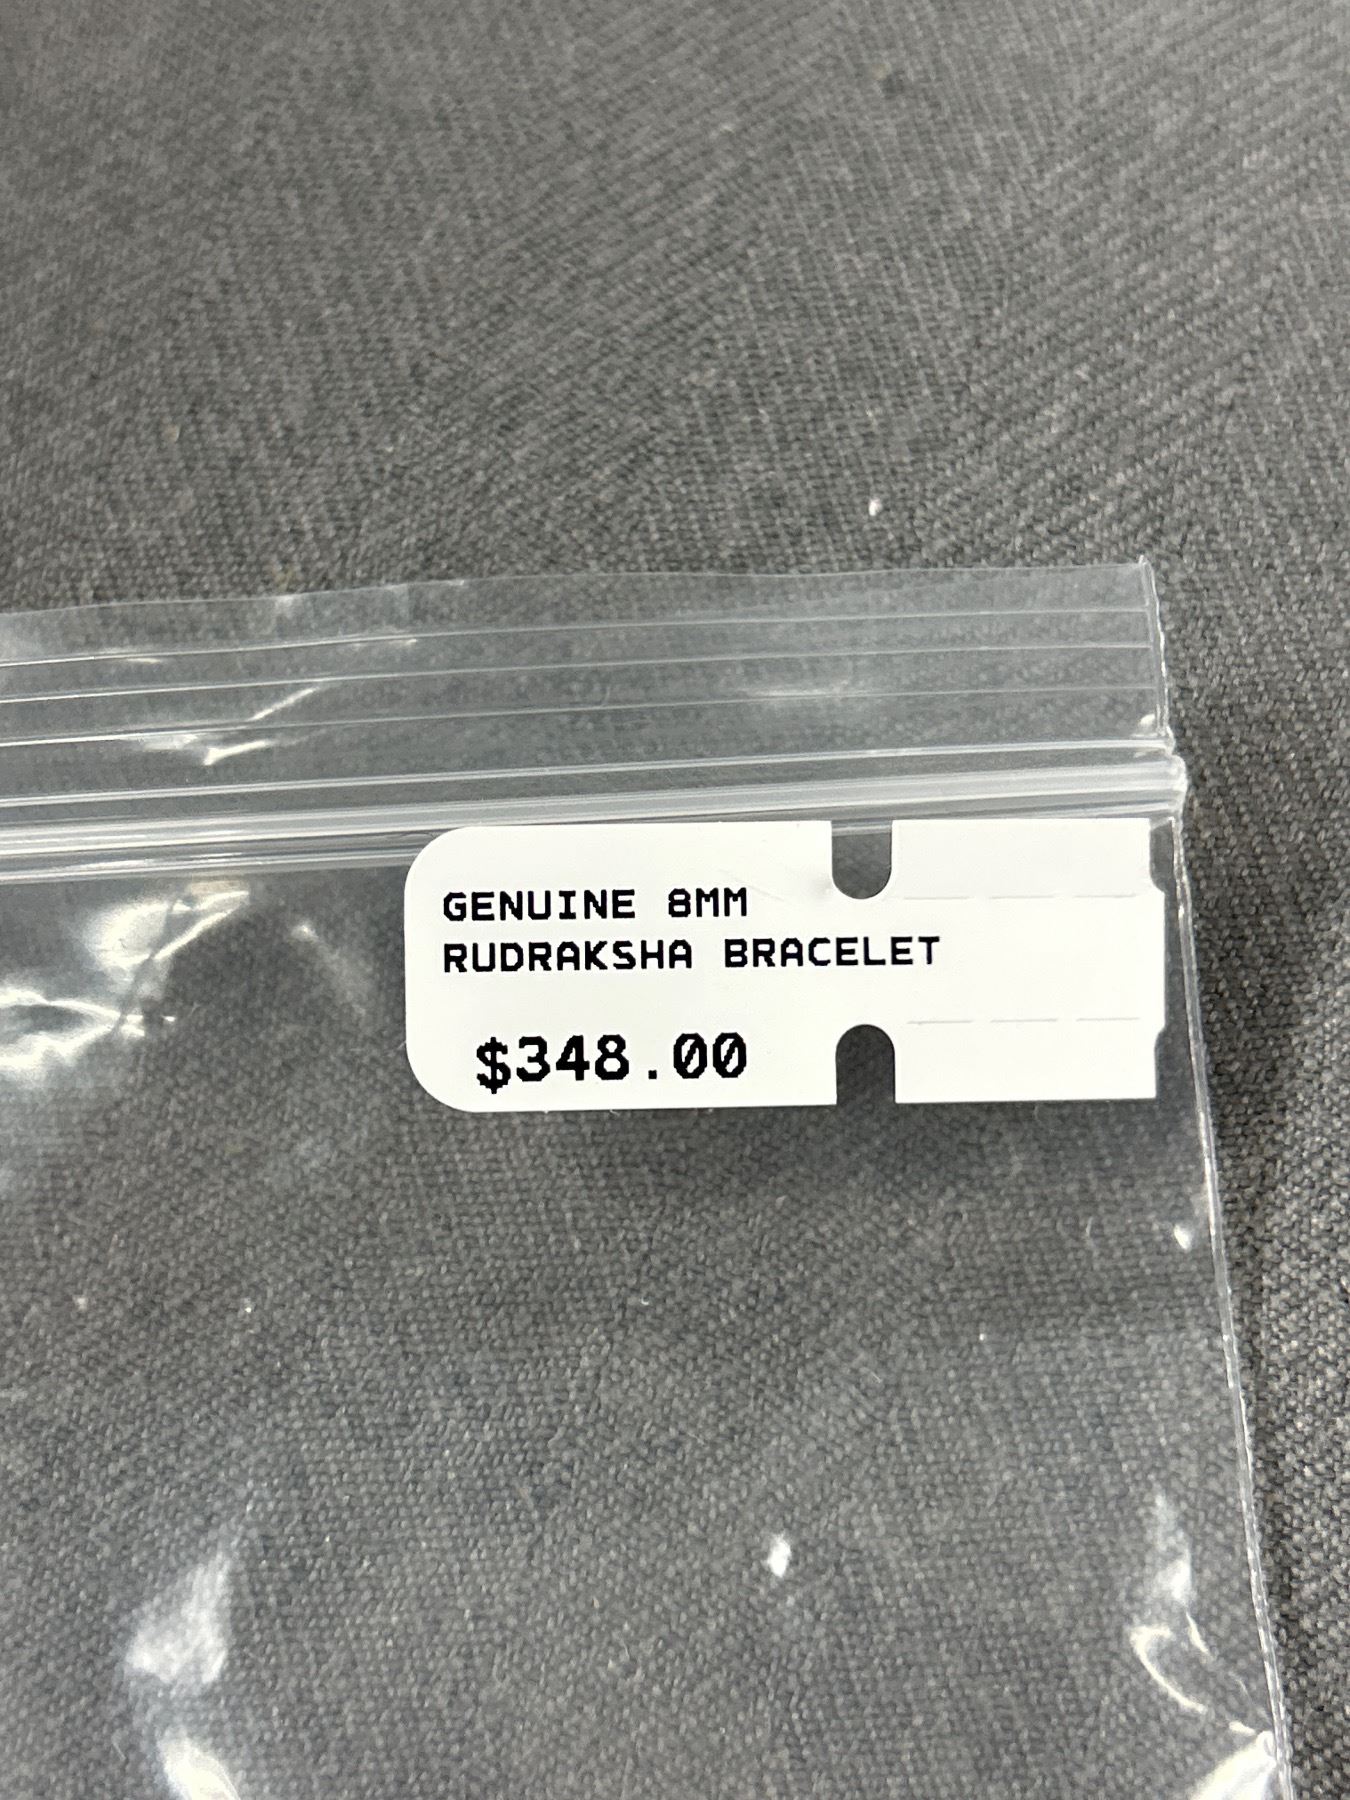 GENUINE 8MM
RUDRAKSHA BRACELET
$348.00